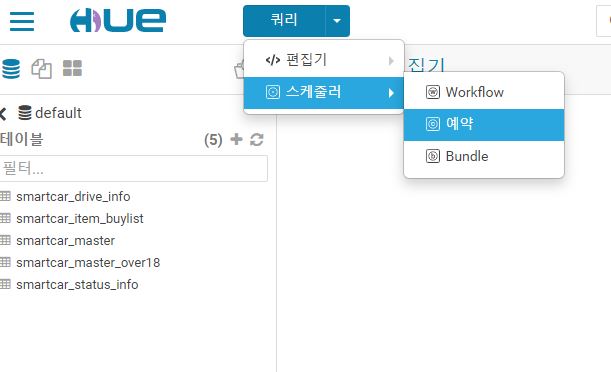 HUE
쿼리
</> 편집기
집기
스케줄러
Workflow
예약
Bundle
default
테이블 (5)
필터...
smartcar_drive_info
smartcar_item_buylist
smartcar_master
smartcar_master_over18
smartcar_status_info